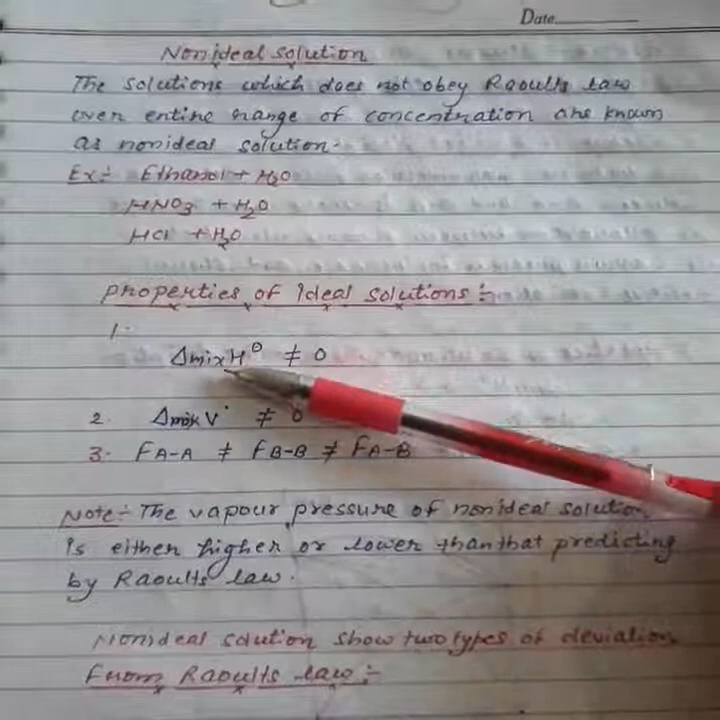 Date
Nonideal solution
The solutions which does not obey Raoults law
over entire range of concentration are known
as nonideal solution.
Ex:- Ethanol + H2O
HNO3 + H2O
HCl + H2O
Properties of Ideal solutions:-
1.
ΔmixH° ≠ 0
2. ΔmixV° ≠ 0
3. FA-A ≠ FB-B ≠ FA-B
Note:- The vapour pressure of nonideal solution
is either higher or lower than that predicting
by Raoults law.
Nonideal solution show two types of deviation
From Raoults law:-